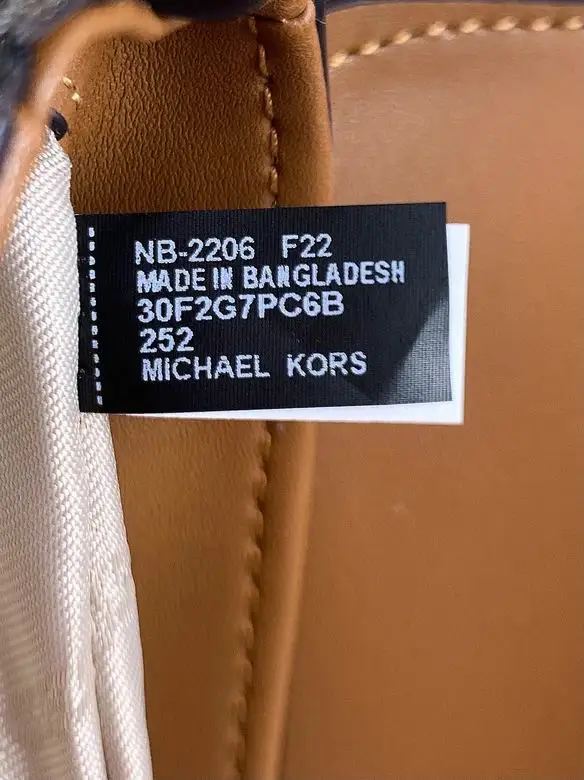 NB-2206 F22
MADE IN BANGLADESH
30F2G7PC6B
252
MICHAEL KORS